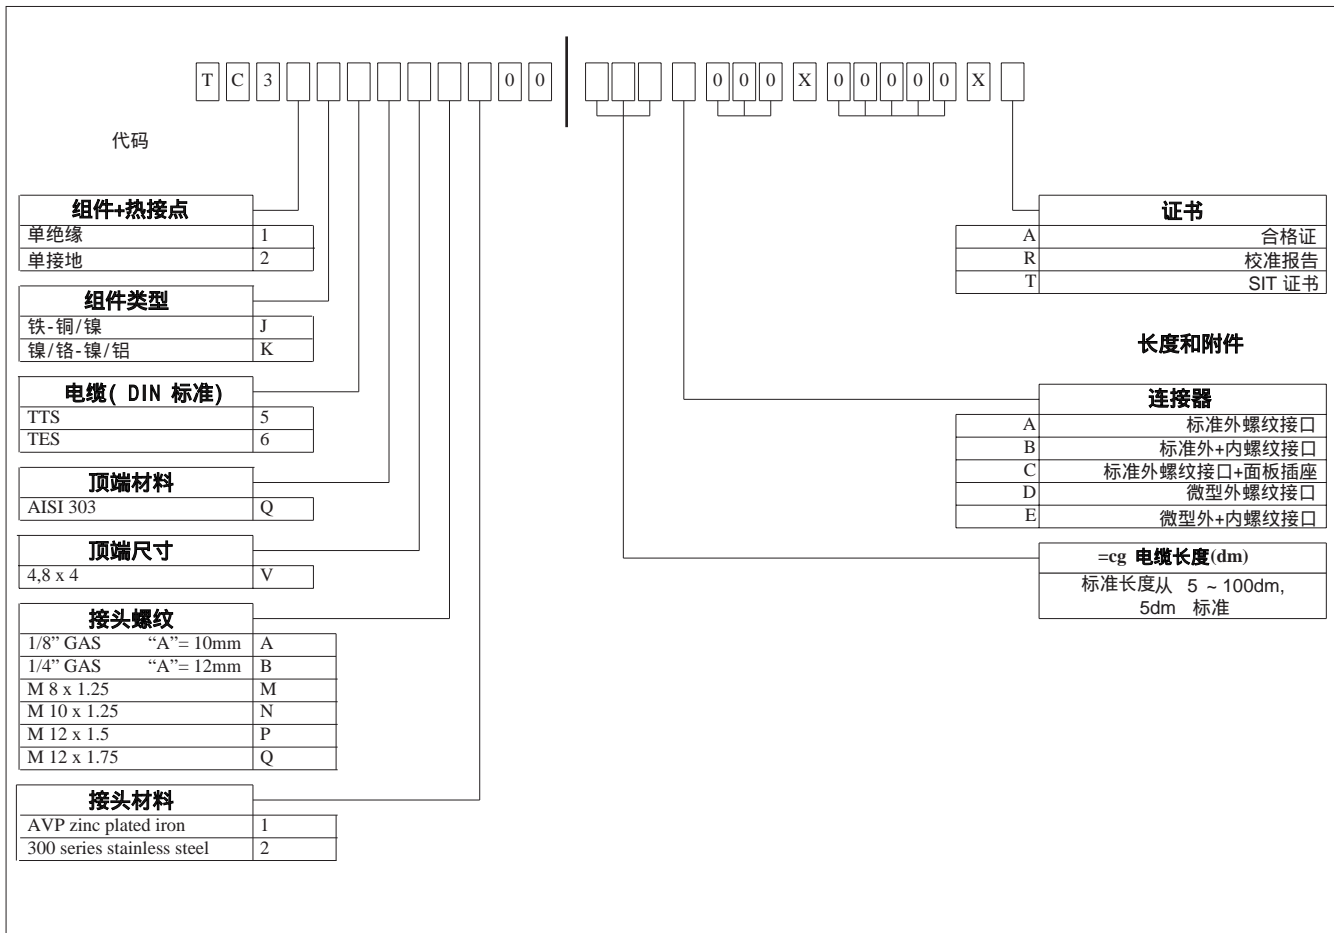 T C 3 0 0 0 0 0 X 0 0 0 0 0 X
代码
组件+热接点
单绝缘 1
单接地 2
组件类型
铁-铜/镍 J
镍/铬-镍/铝 K
电缆( DIN 标准)
TTS 5
TES 6
顶端材料
AISI 303 Q
顶端尺寸
4,8 x 4 V
接头螺纹
1/8” GAS “A”= 10mm A
1/4” GAS “A”= 12mm B
M 8 x 1.25 M
M 10 x 1.25 N
M 12 x 1.5 P
M 12 x 1.75 Q
接头材料
AVP zinc plated iron 1
300 series stainless steel 2
证书
A 合格证
R 校准报告
T SIT 证书
长度和附件
连接器
A 标准外螺纹接口
B 标准外+内螺纹接口
C 标准外螺纹接口+面板插座
D 微型外螺纹接口
E 微型外+内螺纹接口
=cg 电缆长度(dm)
标准长度从 5 ~ 100dm,
5dm 标准